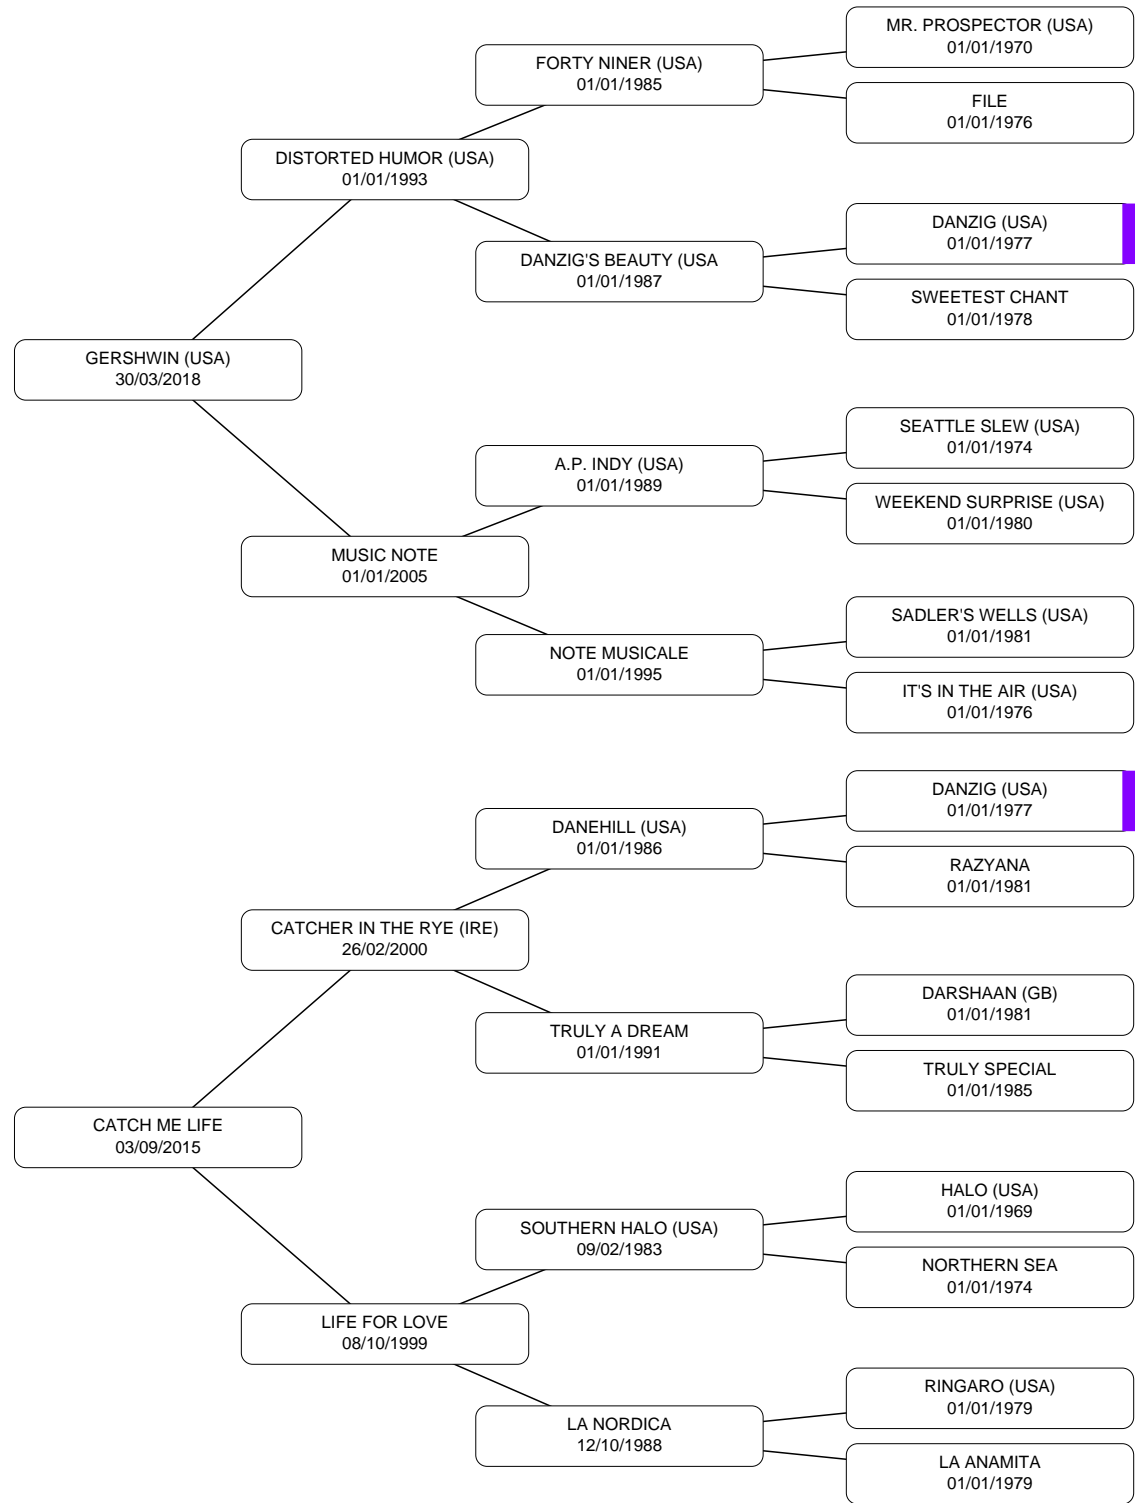 MR. PROSPECTOR (USA)
01/01/1970
FORTY NINER (USA)
01/01/1985
FILE
01/01/1976
DISTORTED HUMOR (USA)
01/01/1993
DANZIG (USA)
01/01/1977
DANZIG'S BEAUTY (USA
01/01/1987
SWEETEST CHANT
01/01/1978
GERSHWIN (USA)
30/03/2018
SEATTLE SLEW (USA)
01/01/1974
A.P. INDY (USA)
01/01/1989
WEEKEND SURPRISE (USA)
01/01/1980
MUSIC NOTE
01/01/2005
SADLER'S WELLS (USA)
01/01/1981
NOTE MUSICALE
01/01/1995
IT'S IN THE AIR (USA)
01/01/1976
DANZIG (USA)
01/01/1977
DANEHILL (USA)
01/01/1986
RAZYANA
01/01/1981
CATCHER IN THE RYE (IRE)
26/02/2000
DARSHAAN (GB)
01/01/1981
TRULY A DREAM
01/01/1991
TRULY SPECIAL
01/01/1985
CATCH ME LIFE
03/09/2015
HALO (USA)
01/01/1969
SOUTHERN HALO (USA)
09/02/1983
NORTHERN SEA
01/01/1974
LIFE FOR LOVE
08/10/1999
RINGARO (USA)
01/01/1979
LA NORDICA
12/10/1988
LA ANAMITA
01/01/1979